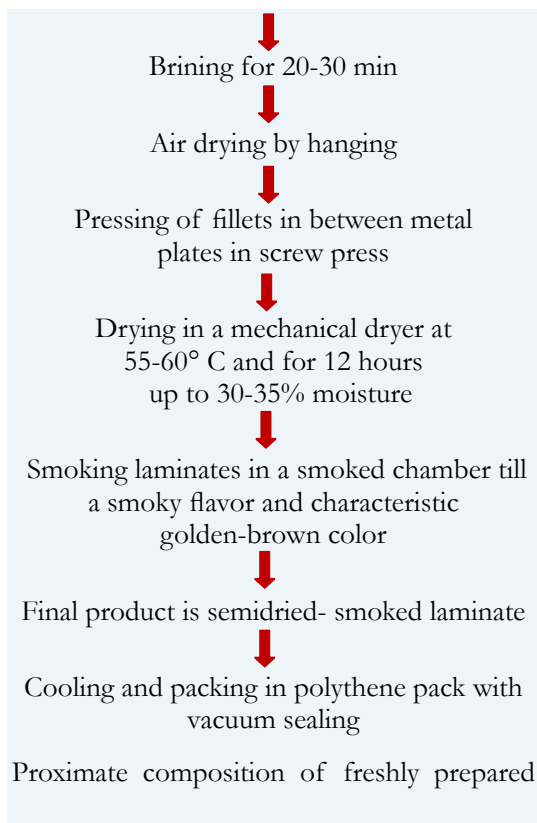 Brining for 20-30 min
Air drying by hanging
Pressing of fillets in between metal
plates in screw press
Drying in a mechanical dryer at
55-60° C and for 12 hours
up to 30-35% moisture
Smoking laminates in a smoked chamber till
a smoky flavor and characteristic
golden-brown color
Final product is semidried- smoked laminate
Cooling and packing in polythene pack with
vacuum sealing
Proximate composition of freshly prepared